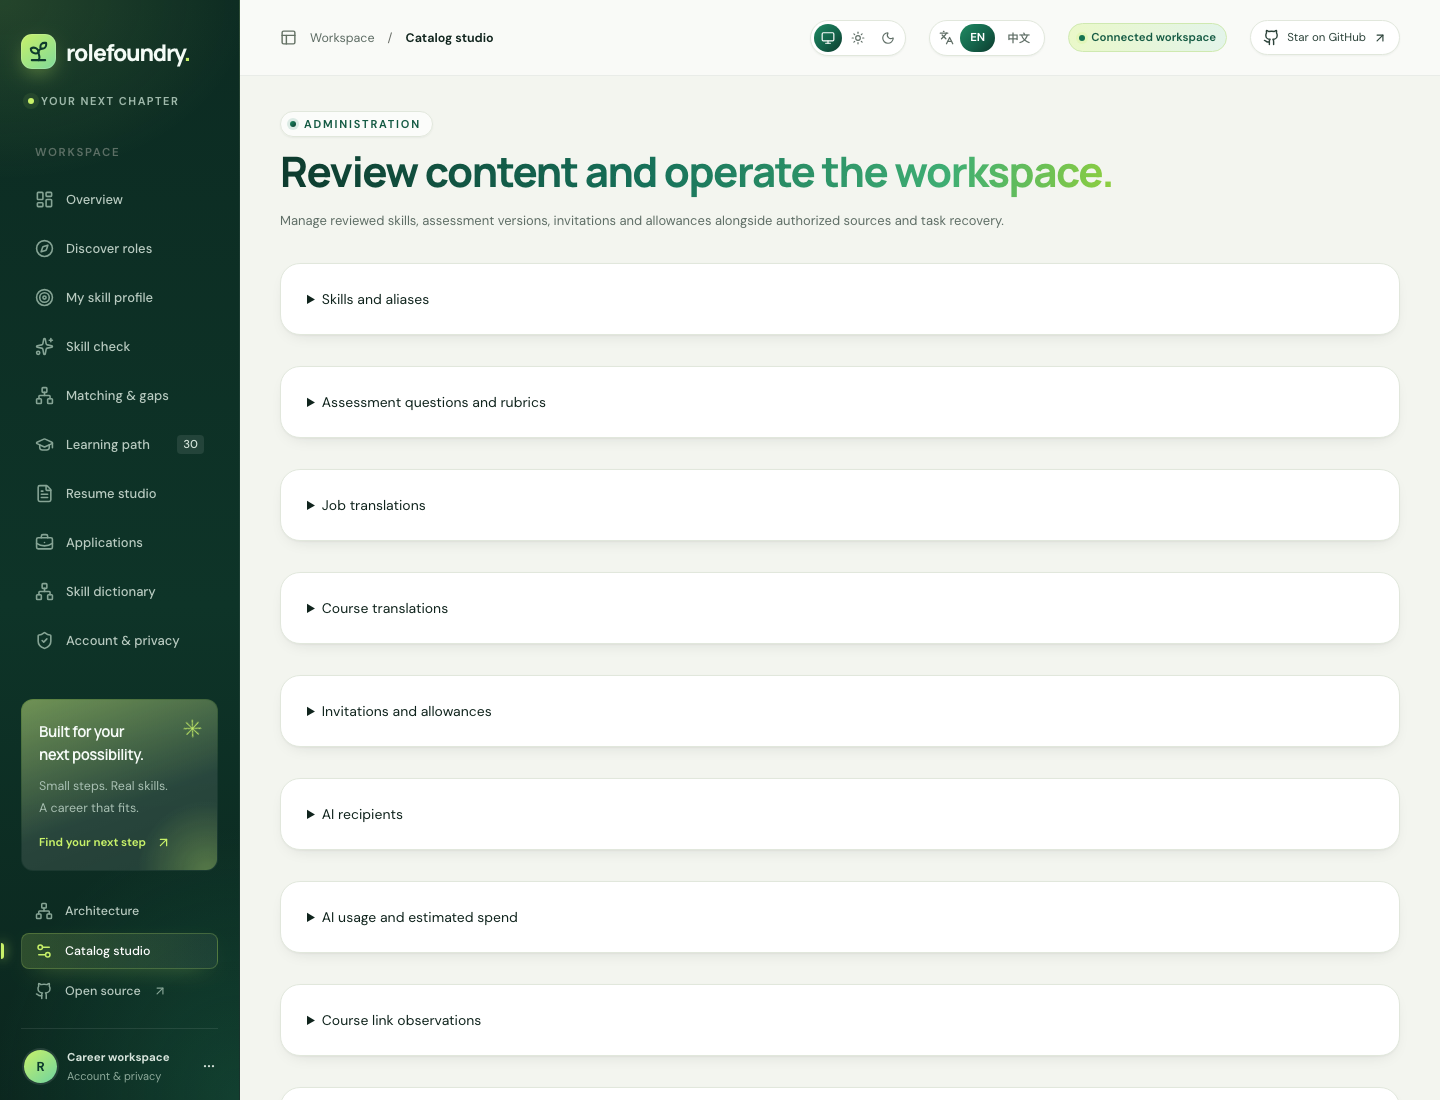 rolefoundry.
YOUR NEXT CHAPTER
WORKSPACE
Overview
Discover roles
My skill profile
Skill check
Matching & gaps
Learning path 30
Resume studio
Applications
Skill dictionary
Account & privacy
Built for your
next possibility.
Small steps. Real skills.
A career that fits.
Find your next step
Architecture
Catalog studio
Open source
R
Career workspace
Account & privacy
Workspace / Catalog studio
EN 中文
Connected workspace
Star on GitHub
ADMINISTRATION
Review content and operate the workspace.
Manage reviewed skills, assessment versions, invitations and allowances alongside authorized sources and task recovery.
Skills and aliases
Assessment questions and rubrics
Job translations
Course translations
Invitations and allowances
AI recipients
AI usage and estimated spend
Course link observations